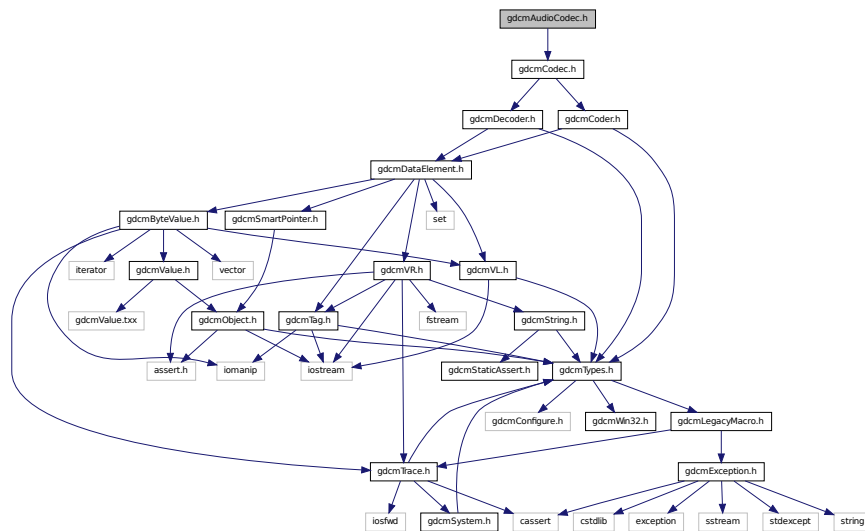 gdcmAudioCodec.h
gdcmCodec.h
gdcmDecoder.h
gdcmCoder.h
gdcmDataElement.h
gdcmByteValue.h
gdcmSmartPointer.h
set
iterator
gdcmValue.h
vector
gdcmVR.h
gdcmVL.h
gdcmValue.txx
gdcmObject.h
gdcmTag.h
fstream
gdcmString.h
assert.h
iomanip
iostream
gdcmStaticAssert.h
gdcmTypes.h
gdcmConfigure.h
gdcmWin32.h
gdcmLegacyMacro.h
gdcmTrace.h
gdcmException.h
iosfwd
gdcmSystem.h
cassert
cstdlib
exception
sstream
stdexcept
string